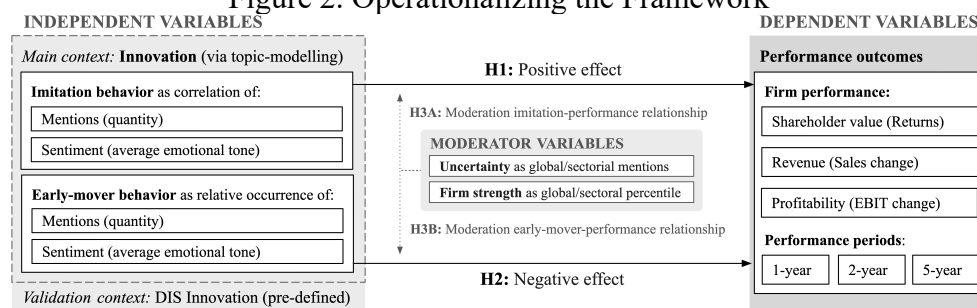 Figure 2: Operationalizing the Framework
INDEPENDENT VARIABLES
Main context: Innovation (via topic-modelling)
Imitation behavior as correlation of:
Mentions (quantity)
Sentiment (average emotional tone)
Early-mover behavior as relative occurrence of:
Mentions (quantity)
Sentiment (average emotional tone)
Validation context: DIS Innovation (pre-defined)
H1: Positive effect
H3A: Moderation imitation-performance relationship
MODERATOR VARIABLES
Uncertainty as global/sectorial mentions
Firm strength as global/sectoral percentile
H3B: Moderation early-mover-performance relationship
H2: Negative effect
DEPENDENT VARIABLES
Performance outcomes
Firm performance:
Shareholder value (Returns)
Revenue (Sales change)
Profitability (EBIT change)
Performance periods:
1-year
2-year
5-year